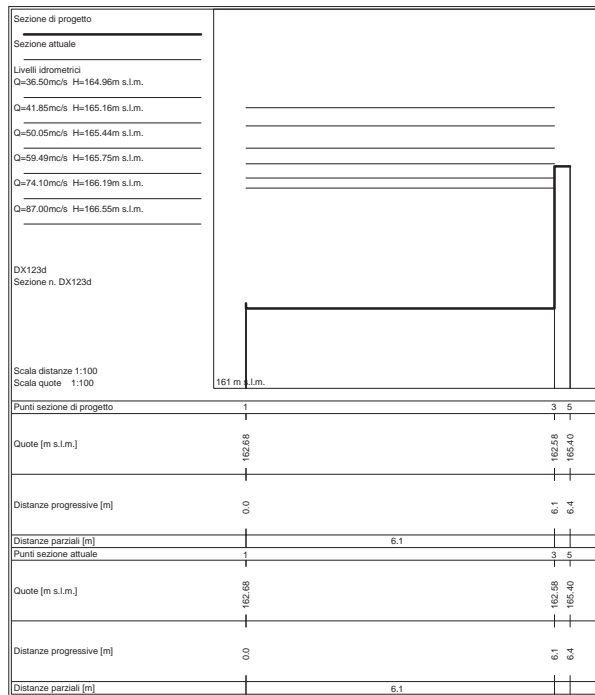 Sezione di progetto
Sezione attuale
Livelli idrometrici
Q=36.50mc/s H=164.96m s.l.m.
Q=41.85mc/s H=165.16m s.l.m.
Q=50.05mc/s H=165.44m s.l.m.
Q=59.49mc/s H=165.75m s.l.m.
Q=74.10mc/s H=166.19m s.l.m.
Q=87.00mc/s H=166.55m s.l.m.
DX123d
Sezione n. DX123d
Scala distanze 1:100
Scala quote 1:100
161 m s.l.m.
Punti sezione di progetto 1 3 5
Quote [m s.l.m.] 162.68 162.58 165.40
Distanze progressive [m] 0.0 6.1 6.4
Distanze parziali [m] 6.1
Punti sezione attuale 1 3 5
Quote [m s.l.m.] 162.68 162.58 165.40
Distanze progressive [m] 0.0 6.1 6.4
Distanze parziali [m] 6.1